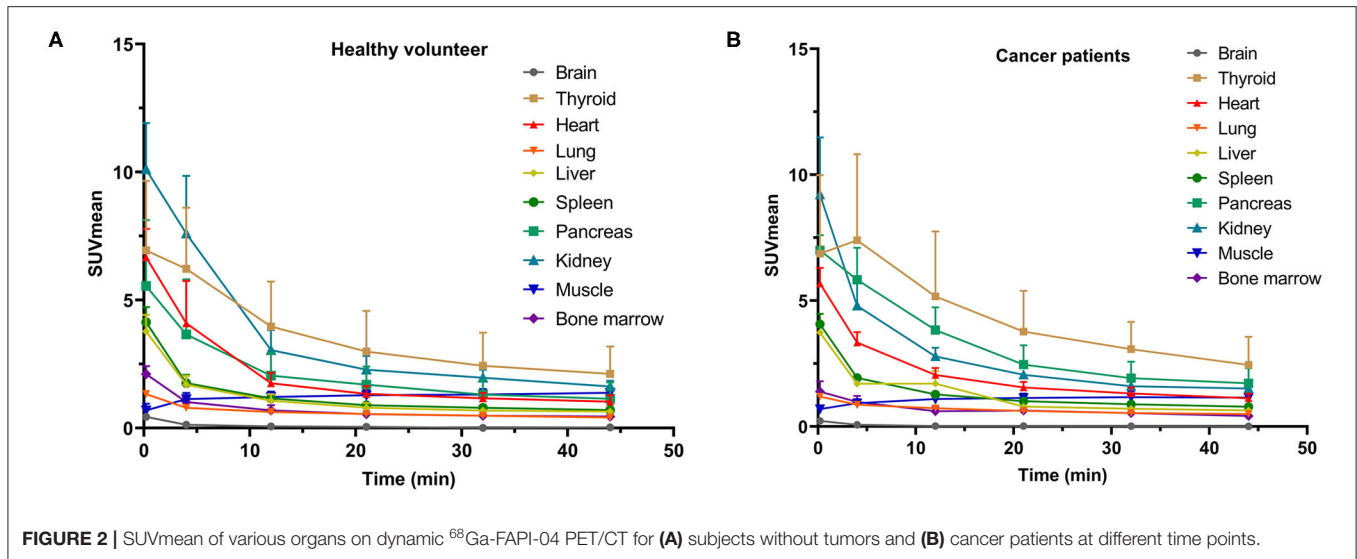 A
Healthy volunteer
15
10
5
0
SUVmean
0 10 20 30 40 50
Time (min)
Brain
Thyroid
Heart
Lung
Liver
Spleen
Pancreas
Kidney
Muscle
Bone marrow
B
Cancer patients
15
10
5
0
SUVmean
0 10 20 30 40 50
Time (min)
Brain
Thyroid
Heart
Lung
Liver
Spleen
Pancreas
Kidney
Muscle
Bone marrow
FIGURE 2 | SUVmean of various organs on dynamic ⁶⁸Ga-FAPI-04 PET/CT for (A) subjects without tumors and (B) cancer patients at different time points.